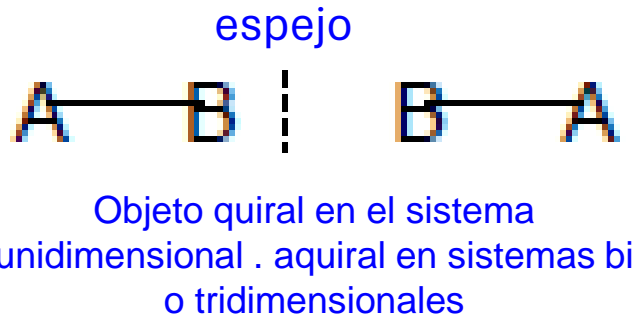 espejo
A B B A
Objeto quiral en el sistema
unidimensional . aquiral en sistemas bi
o tridimensionales